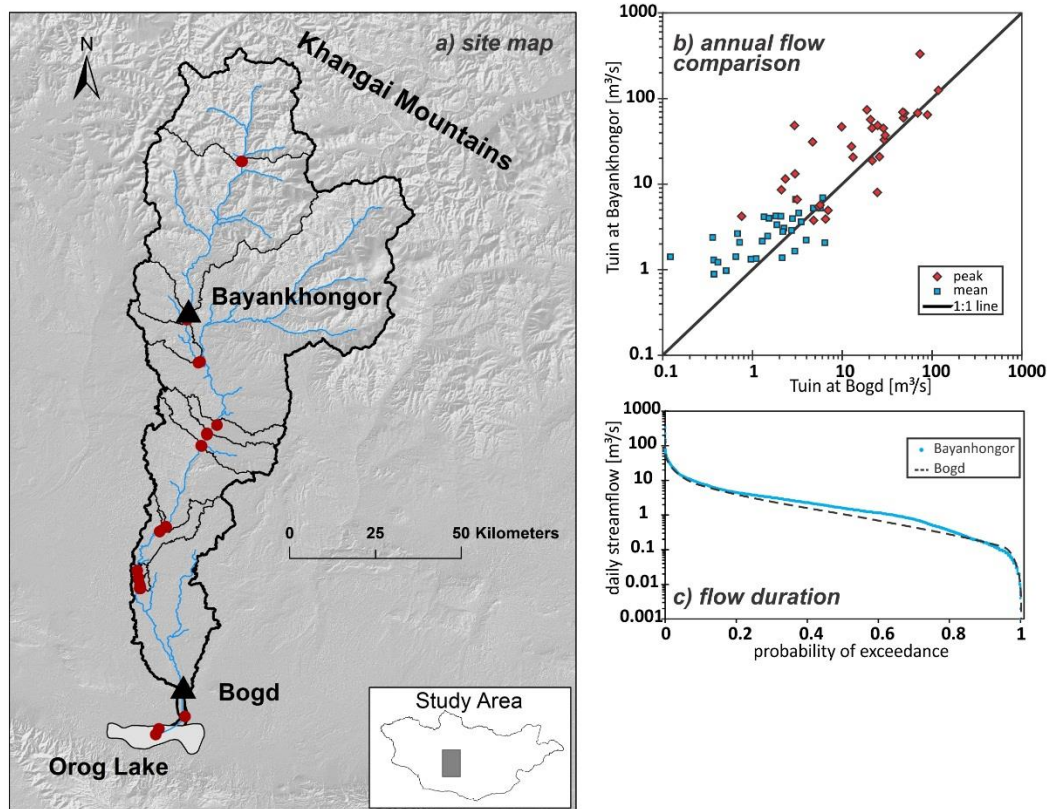 N
Khangai Mountains
a) site map
Bayankhongor
0 25 50 Kilometers
Bogd
Orog Lake
Study Area
b) annual flow
comparison
Tuin at Bayankhongor [m³/s]
1000
100
10
1
0.1
0.1 1 10 100 1000
Tuin at Bogd [m³/s]
peak
mean
1:1 line
daily streamflow [m³/s]
1000
100
10
1
0.1
0.01
0.001
Bayanhongor
Bogd
c) flow duration
0 0.2 0.4 0.6 0.8 1
probability of exceedance